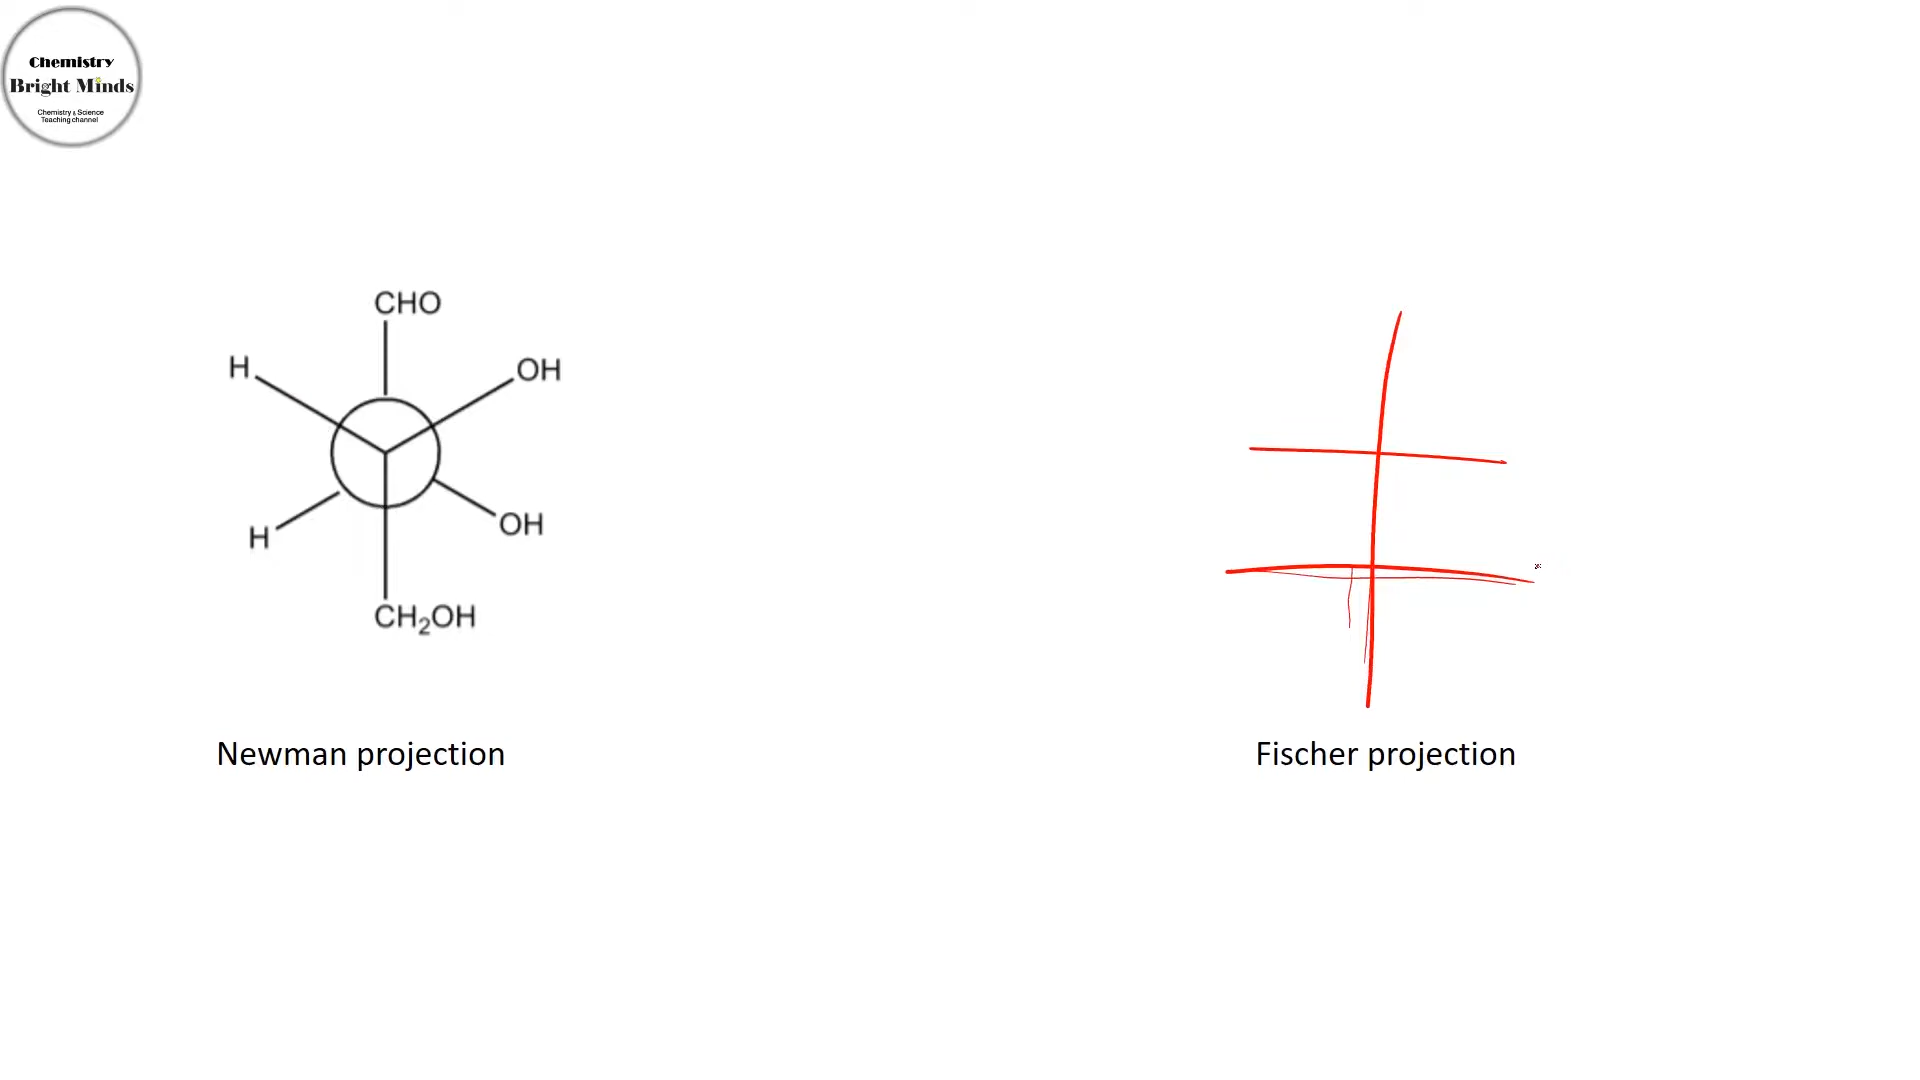 Chemistry
Bright Minds
Chemistry & Science
Teaching channel
CHO
H
OH
H
OH
CH₂OH
Newman projection
Fischer projection